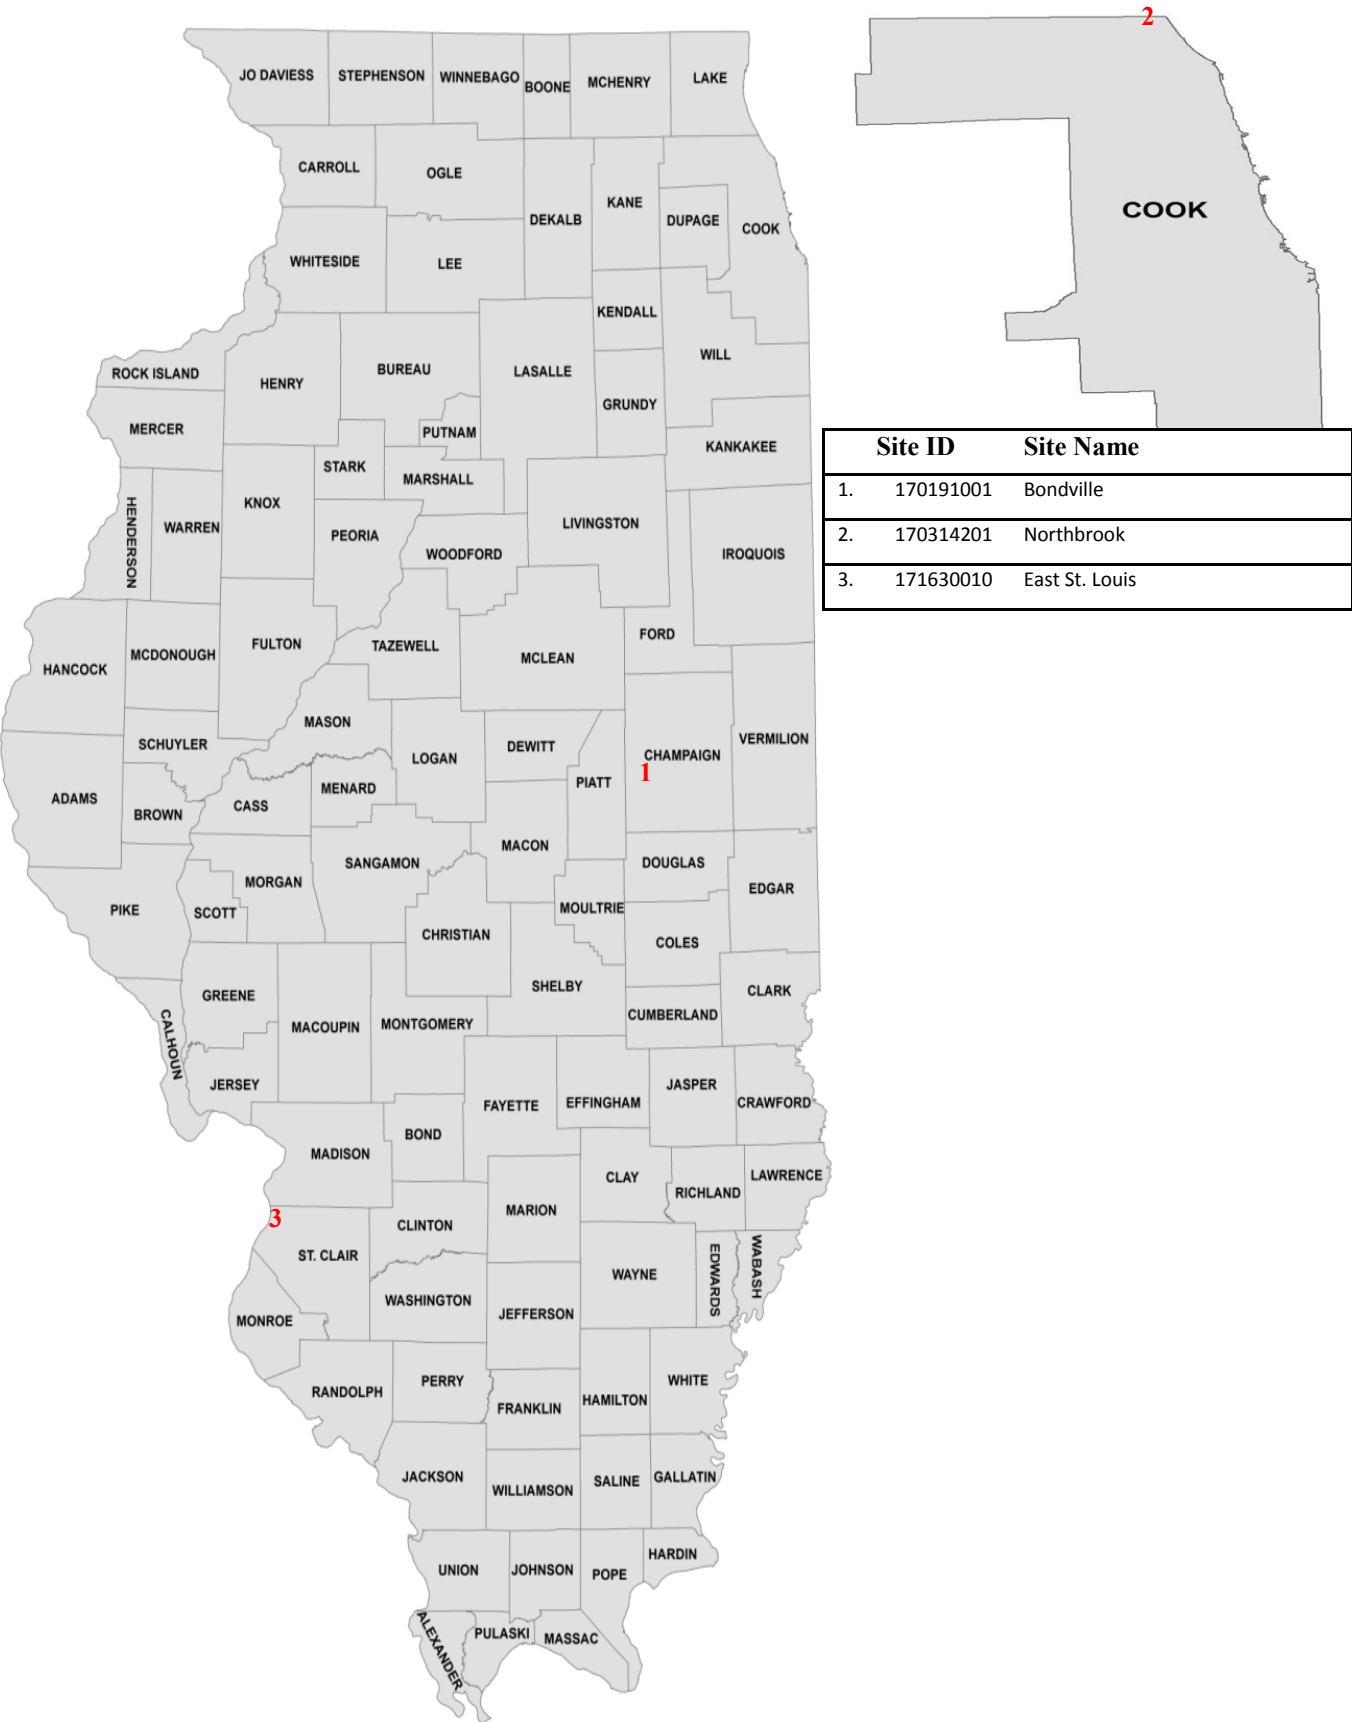 2
JO DAVIESS STEPHENSON WINNEBAGO BOONE MCHENRY LAKE
CARROLL OGLE
DEKALB KANE DUPAGE COOK
COOK
WHITESIDE LEE
KENDALL
WILL
ROCK ISLAND HENRY BUREAU LASALLE
GRUNDY
MERCER PUTNAM
KANKAKEE
STARK MARSHALL
HENDERSON WARREN KNOX PEORIA WOODFORD LIVINGSTON IROQUOIS
Site ID Site Name
1. 170191001 Bondville
2. 170314201 Northbrook
3. 171630010 East St. Louis
HANCOCK MCDONOUGH FULTON TAZEWELL MCLEAN FORD
SCHUYLER MASON LOGAN DEWITT CHAMPAIGN VERMILION
1
ADAMS BROWN CASS MENARD PIATT
MACON
PIKE SCOTT MORGAN SANGAMON DOUGLAS EDGAR
MOULTRIE
CHRISTIAN COLES
GREENE SHELBY CLARK
CALHOUN MACOUPIN MONTGOMERY CUMBERLAND
JERSEY FAYETTE EFFINGHAM JASPER CRAWFORD
MADISON BOND
CLAY RICHLAND LAWRENCE
3
ST. CLAIR CLINTON MARION
WAYNE EDWARDS WABASH
MONROE WASHINGTON JEFFERSON
RANDOLPH PERRY FRANKLIN HAMILTON WHITE
JACKSON WILLIAMSON SALINE GALLATIN
UNION JOHNSON POPE HARDIN
ALEXANDER PULASKI MASSAC